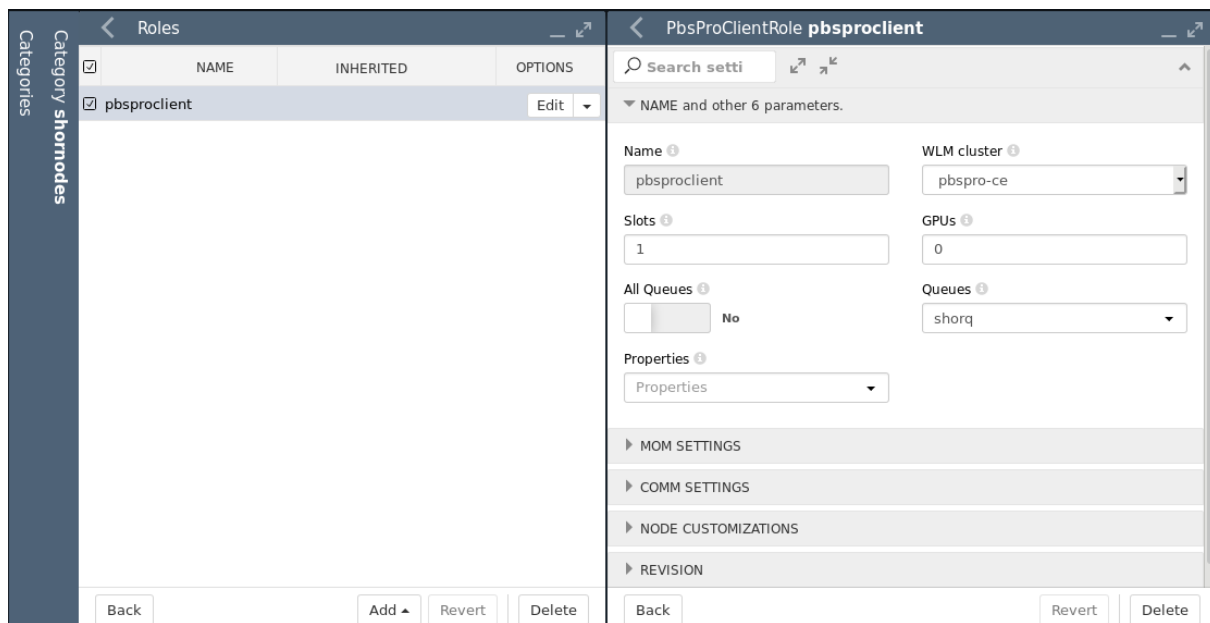 Categories
Category shornodes
Roles
NAME INHERITED OPTIONS
pbsproclient Edit
Back Add Revert Delete
PbsProClientRole pbsproclient
Search setti
NAME and other 6 parameters.
Name WLM cluster
pbsproclient pbspro-ce
Slots GPUs
1 0
All Queues Queues
No shorq
Properties
Properties
MOM SETTINGS
COMM SETTINGS
NODE CUSTOMIZATIONS
REVISION
Back Revert Delete